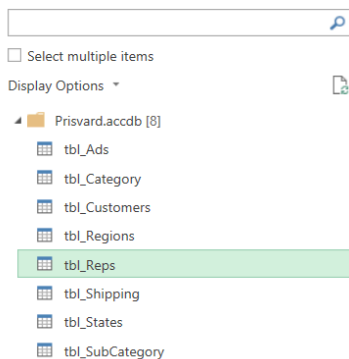 Select multiple items
Display Options
Prisvard.accdb [8]
tbl_Ads
tbl_Category
tbl_Customers
tbl_Regions
tbl_Reps
tbl_Shipping
tbl_States
tbl_SubCategory